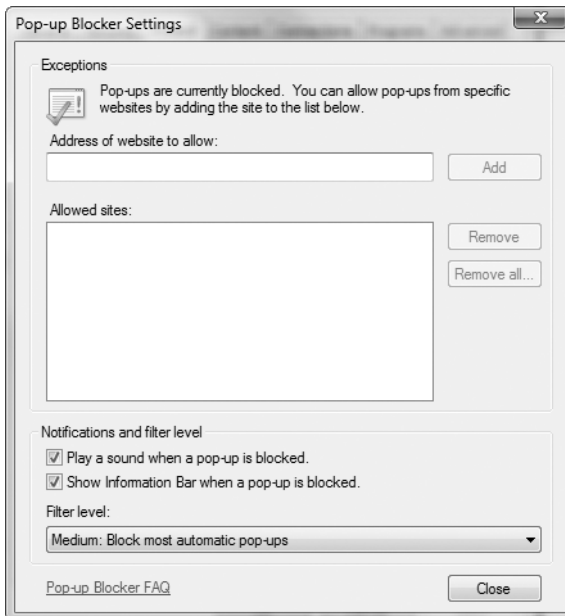 Pop-up Blocker Settings
Exceptions
Pop-ups are currently blocked. You can allow pop-ups from specific
websites by adding the site to the list below.
Address of website to allow:
Add
Allowed sites:
Remove
Remove all...
Notifications and filter level
Play a sound when a pop-up is blocked.
Show Information Bar when a pop-up is blocked.
Filter level:
Medium: Block most automatic pop-ups
Pop-up Blocker FAQ
Close